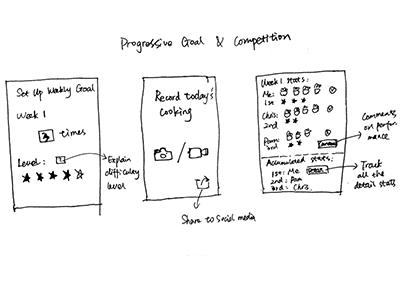 Progressive Goal & Competition
Set Up Weekly Goal
Week 1
3 times
Level:
Explain
difficulty
level
Record today's
cooking
/
Share to Social media
Week 1 stats:
Me:
1st
Chris:
2nd
Pam:
3rd
Comments
on perfor
mance
Accumulated stats:
1st: Me
2nd: Pam
3rd: Chris
Track
all the
detail stats